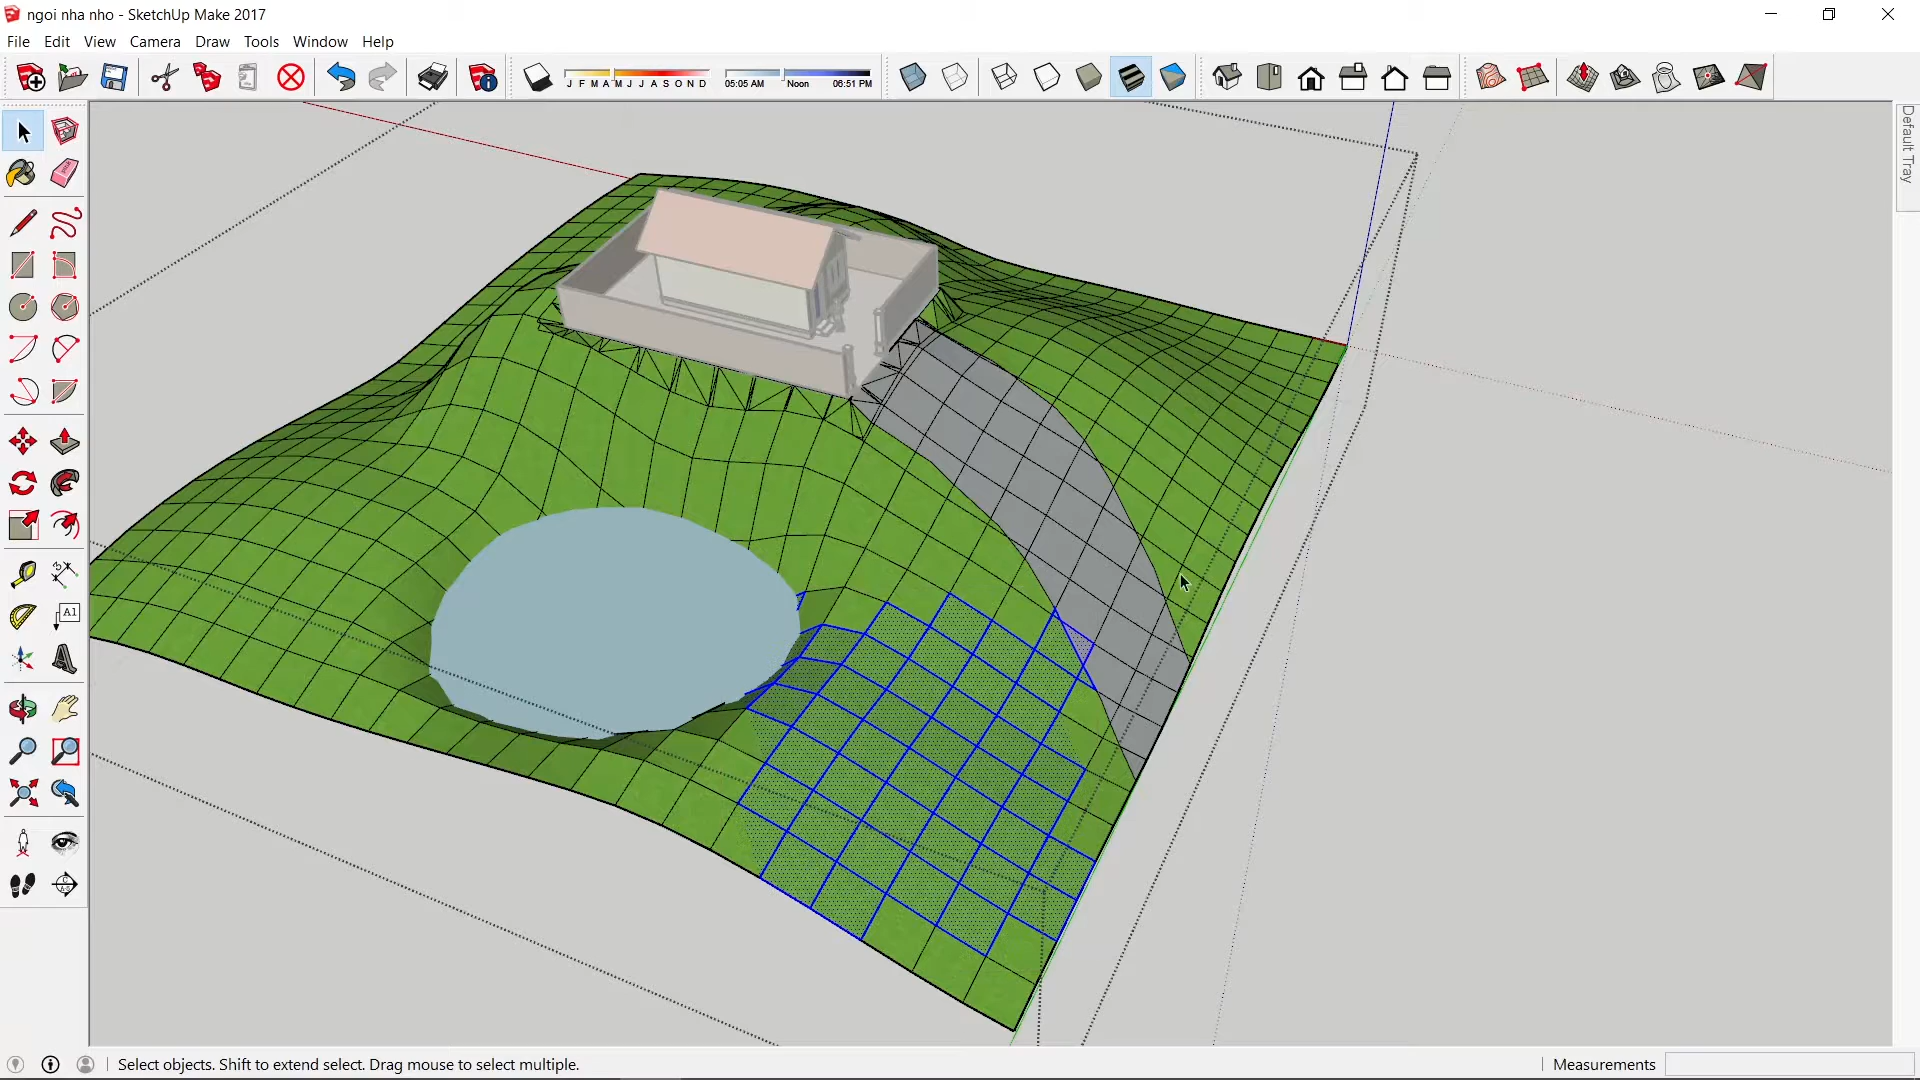 ngoi nha nho - SketchUp Make 2017
File Edit View Camera Draw Tools Window Help
J F M A M J J A S O N D
05:05 AM Noon 06:51 PM
Default Tray
A1
Select objects. Shift to extend select. Drag mouse to select multiple.
Measurements